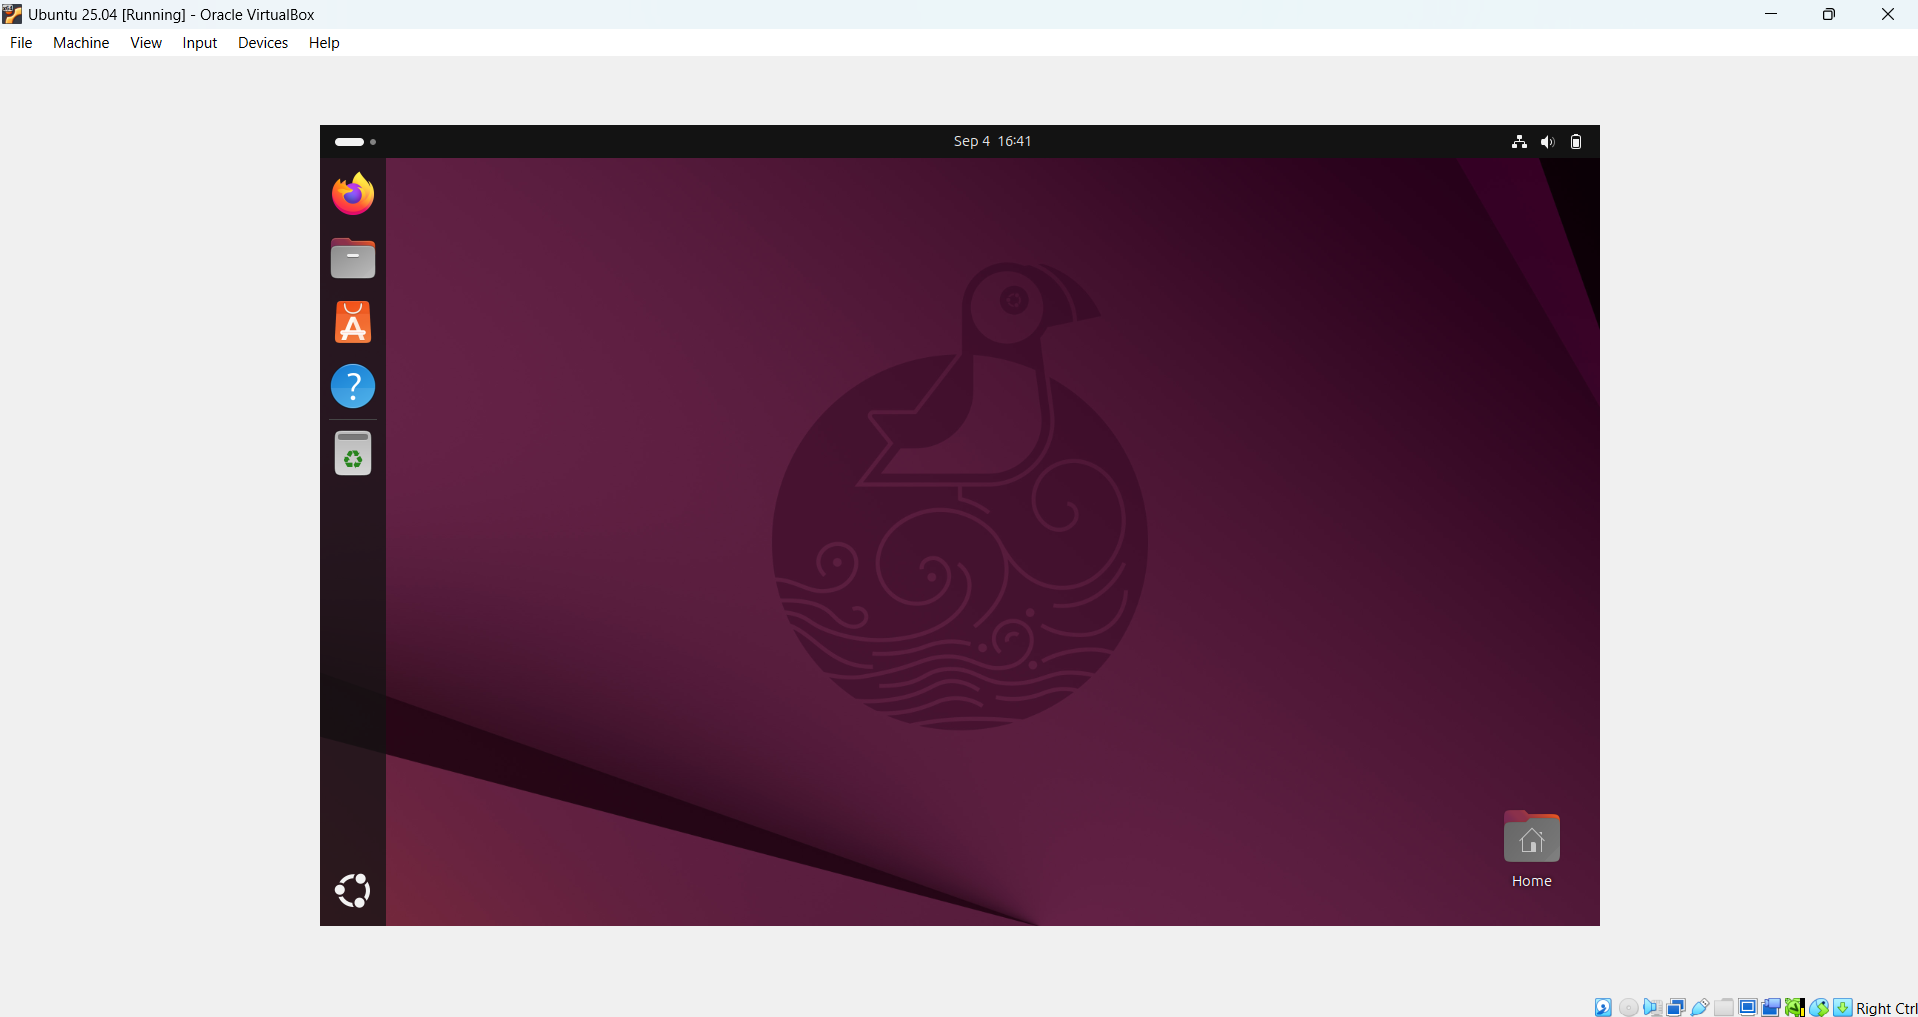 Ubuntu 25.04 [Running] - Oracle VirtualBox
File Machine View Input Devices Help
Sep 4 16:41
Home
Right Ctrl